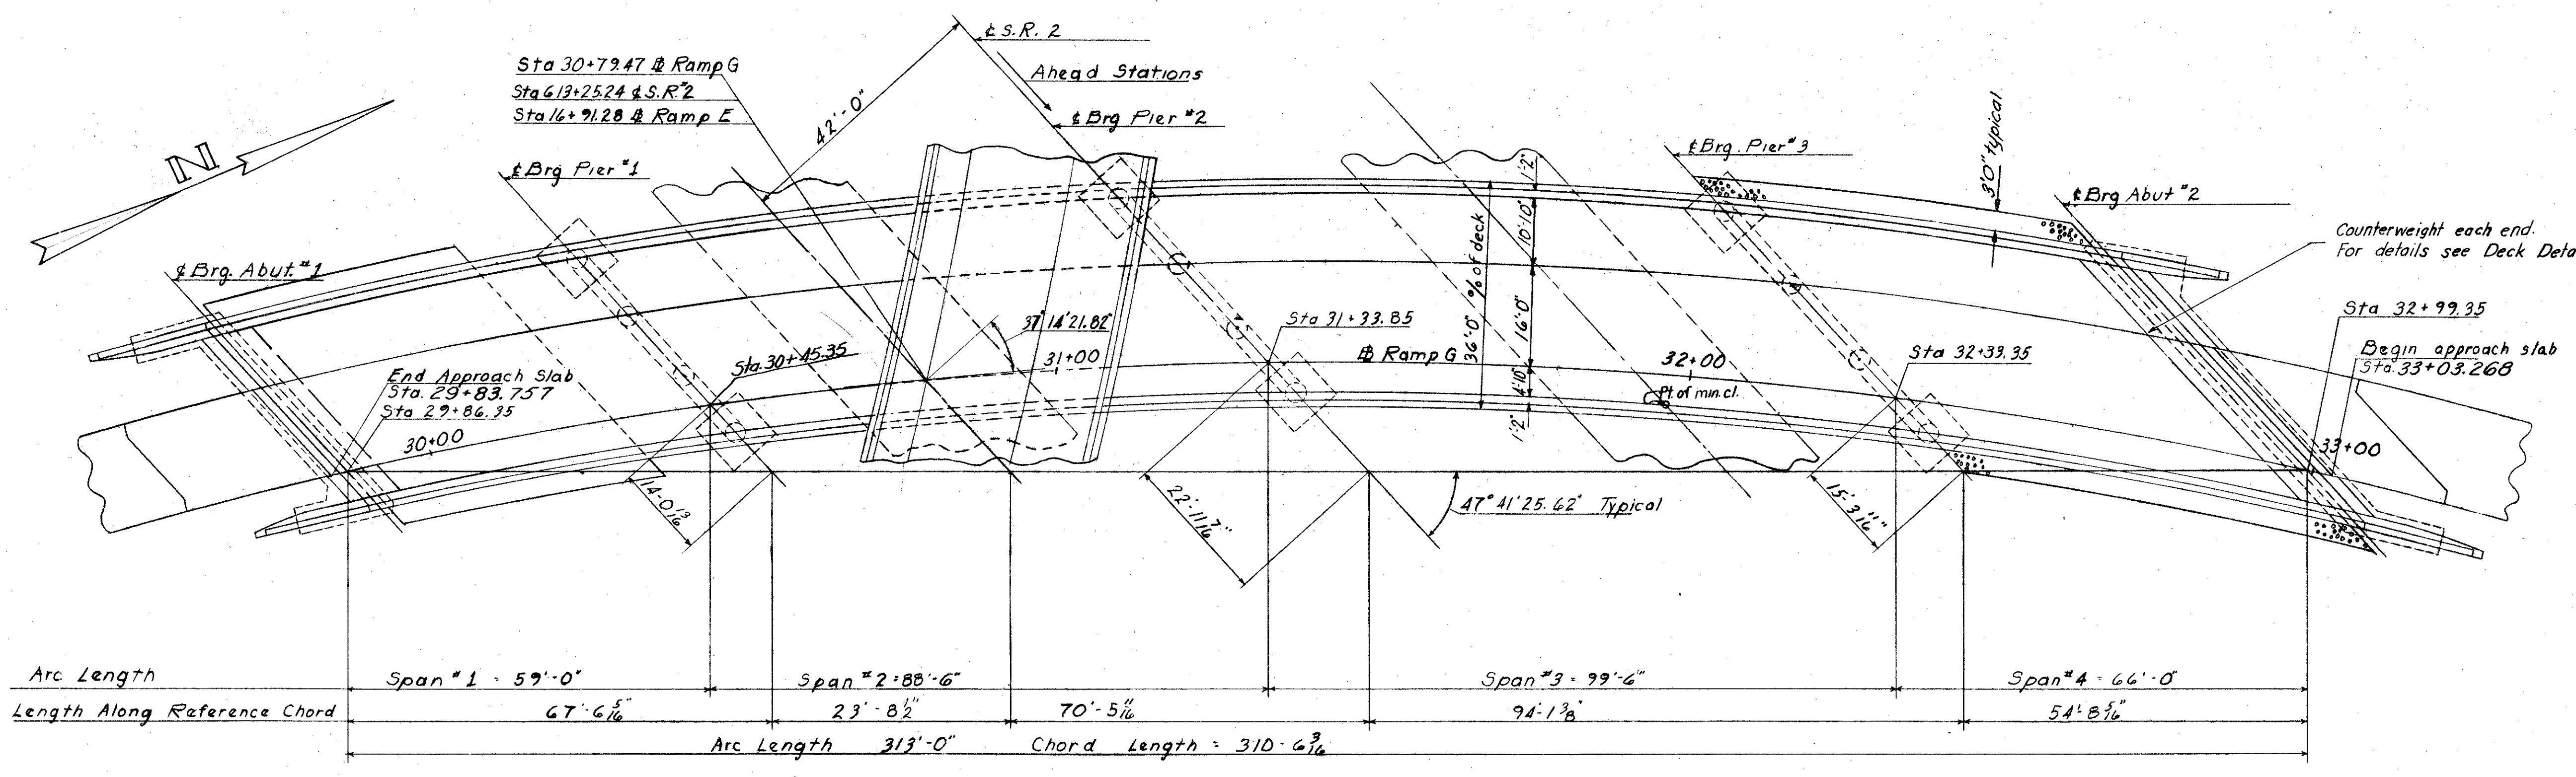 ℄ S.R. 2
Ahead Stations
Sta 30+79.47 ℄ Ramp G
Sta 613+25.24 ℄ S.R.#2
Sta 16+91.28 ℄ Ramp E
42'-0"
℄ Brg Pier #2
℄ Brg. Pier #3
3'0" typical
℄ Brg Abut #2
N
℄ Brg Pier #1
1'-2"
10'-10"
℄ Brg. Abut. #1
Counterweight each end.
For details see Deck Deta
36'-0" % of deck
16'-0"
4'-10"
1'-2"
37° 14' 21.82"
31+00
Sta 31+33.85
℄ Ramp G
32+00
Pt. of min. cl.
Sta 32+33.35
Sta 32+99.35
Begin approach slab
Sta. 33+03.268
Sta. 30+45.35
End Approach Slab
Sta. 29+83.757
Sta 29+86.35
30+00
33+00
14'-0 13/16
22'-11 7/16"
47° 41' 25.62" Typical
15'-3 11/16"
Arc Length Span #1 = 59'-0" Span #2 = 88'-6" Span #3 = 99'-6" Span #4 = 66'-0"
Length Along Reference Chord 67'-6 5/16" 23'-8 1/2" 70'-5 11/16" 94'-1 3/8" 54'-8 5/16"
Arc Length 313'-0" Chord Length = 310-6 3/16